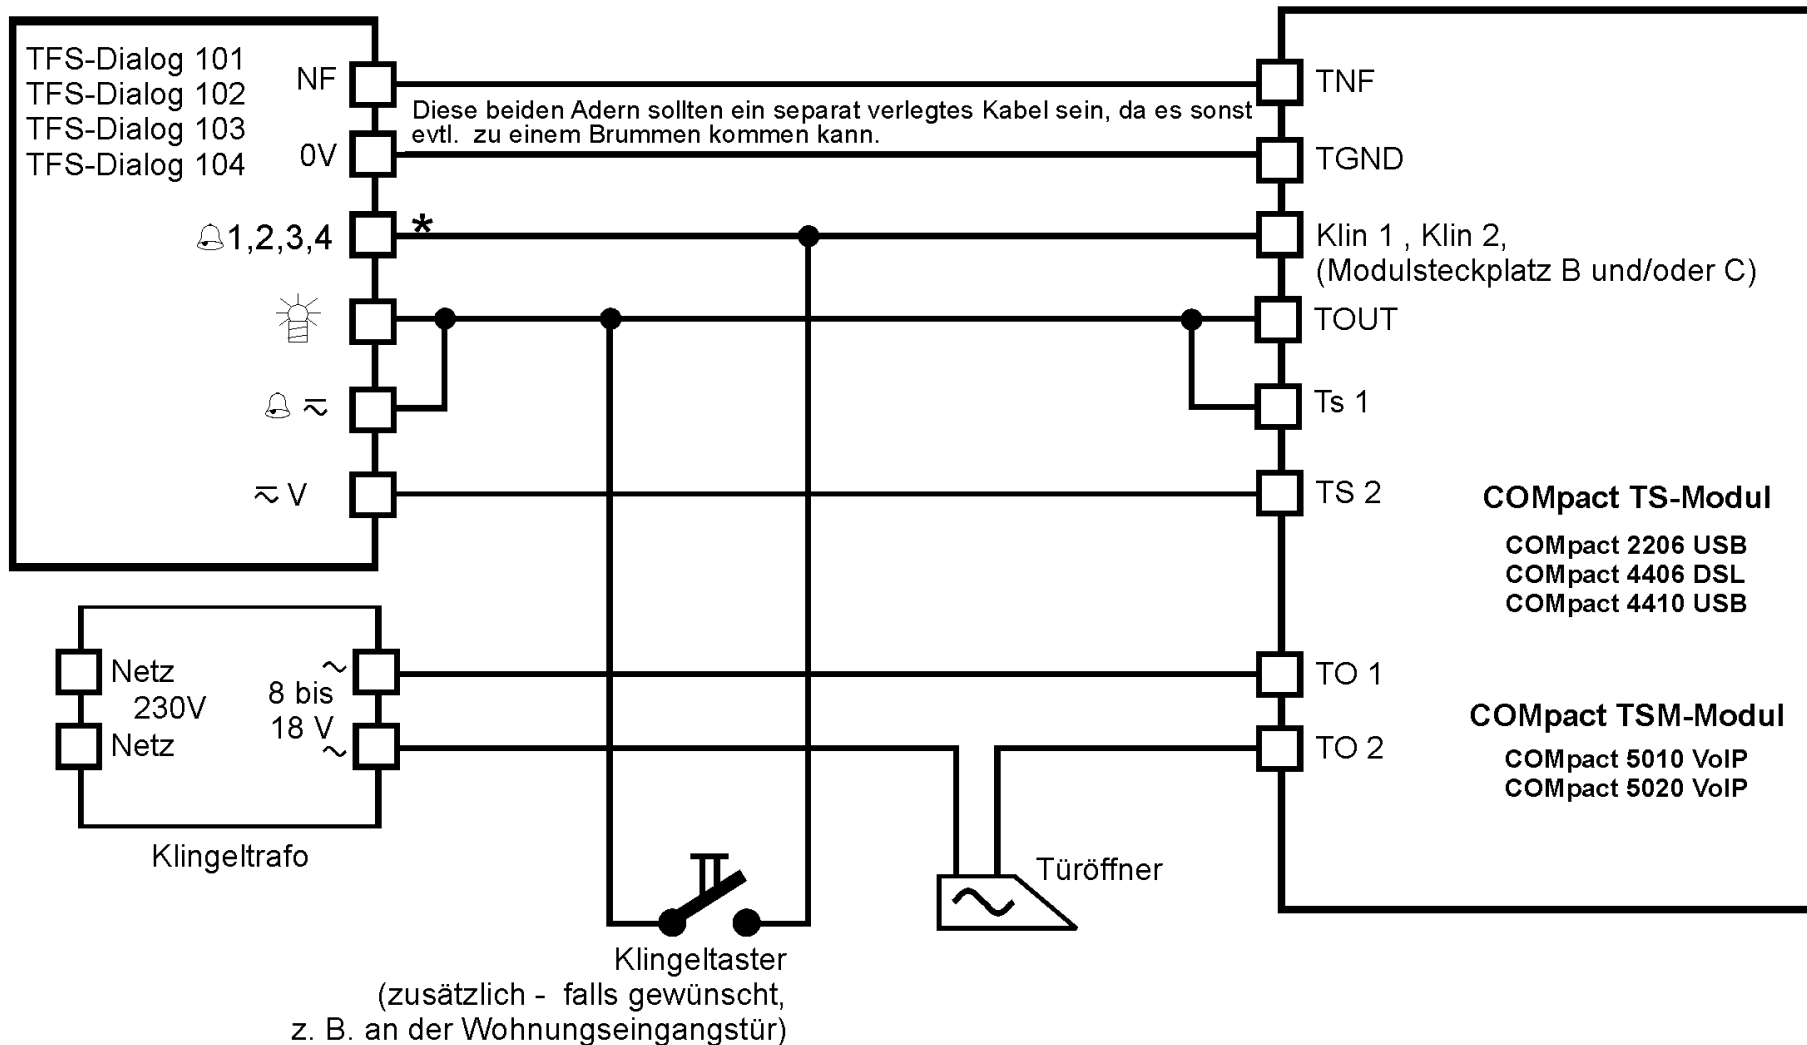 TFS-Dialog 101
TFS-Dialog 102
TFS-Dialog 103
TFS-Dialog 104
NF
0V
1,2,3,4
V
Diese beiden Adern sollten ein separat verlegtes Kabel sein, da es sonst
evtl. zu einem Brummen kommen kann.
*
TNF
TGND
Klin 1 , Klin 2,
(Modulsteckplatz B und/oder C)
TOUT
Ts 1
TS 2
COMpact TS-Modul
COMpact 2206 USB
COMpact 4406 DSL
COMpact 4410 USB
TO 1
TO 2
COMpact TSM-Modul
COMpact 5010 VoIP
COMpact 5020 VoIP
Netz
230V
Netz
~
8 bis
18 V
~
Klingeltrafo
Türöffner
Klingeltaster
(zusätzlich - falls gewünscht,
z. B. an der Wohnungseingangstür)